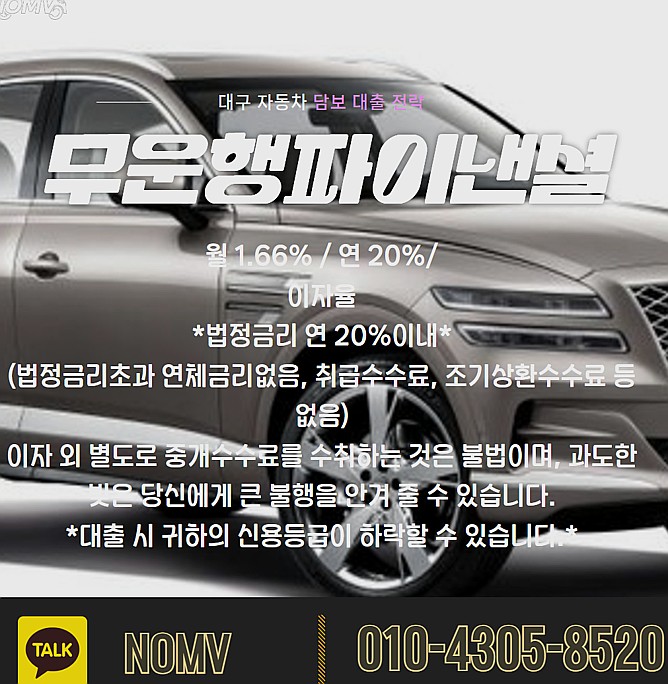 NOMV
대구 자동차 담보 대출 전략
무운행파이낸셜
월 1.66% / 연 20%/
이자율
*법정금리 연 20%이내*
(법정금리초과 연체금리없음, 취급수수료, 조기상환수수료 등
없음)
이자 외 별도로 중개수수료를 수취하는 것은 불법이며, 과도한
빚은 당신에게 큰 불행을 안겨 줄 수 있습니다.
*대출 시 귀하의 신용등급이 하락할 수 있습니다.*
TALK NOMV 010-4305-8520